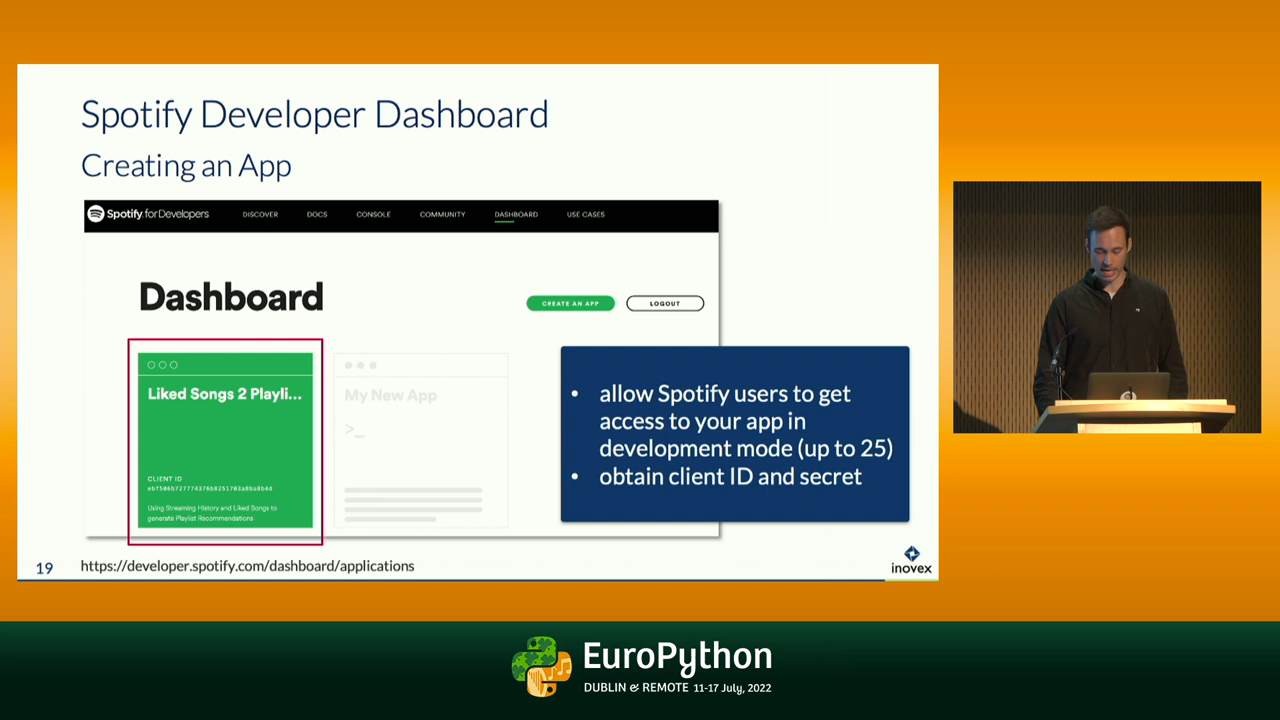 Spotify Developer Dashboard
Creating an App
Spotify for Developers
DISCOVER
DOCS
CONSOLE
COMMUNITY
DASHBOARD
USE CASES
Dashboard
CREATE AN APP
LOGOUT
Liked Songs 2 Playli...
CLIENT ID
Using Streaming History and Liked Songs to
generate Playlist Recommendations
My New App
>_
• allow Spotify users to get
access to your app in
development mode (up to 25)
• obtain client ID and secret
19
https://developer.spotify.com/dashboard/applications
inovex
EuroPython
DUBLIN & REMOTE 11-17 July, 2022